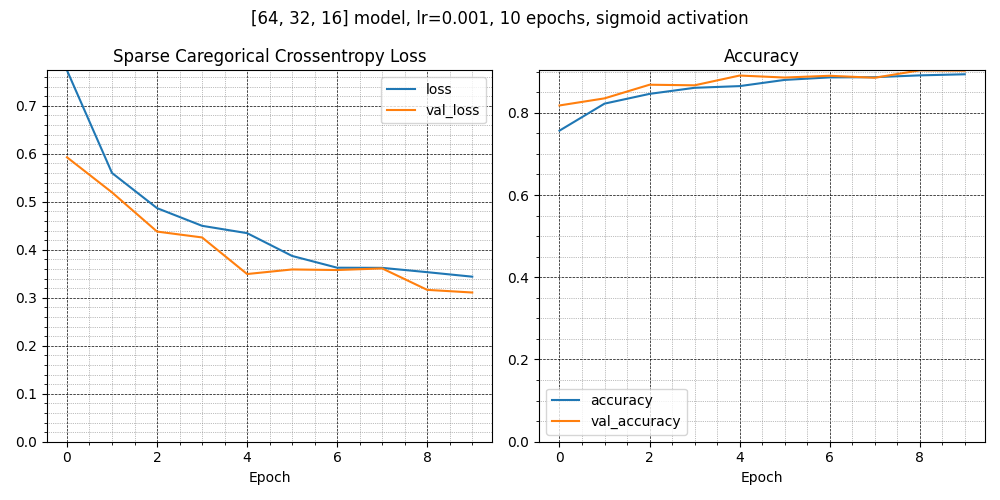 [64, 32, 16] model, lr=0.001, 10 epochs, sigmoid activation
Sparse Caregorical Crossentropy Loss
0.7
0.6
0.5
0.4
0.3
0.2
0.1
0.0
0 2 4 6 8
Epoch
loss
val_loss
Accuracy
0.8
0.6
0.4
0.2
0.0
0 2 4 6 8
Epoch
accuracy
val_accuracy